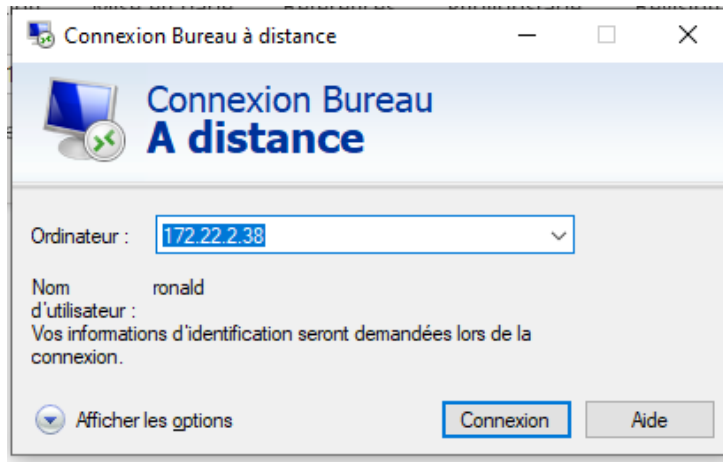 Connexion Bureau à distance
Connexion Bureau
A distance
Ordinateur :
172.22.2.38
Nom
d'utilisateur :
ronald
Vos informations d'identification seront demandées lors de la
connexion.
Afficher les options
Connexion
Aide